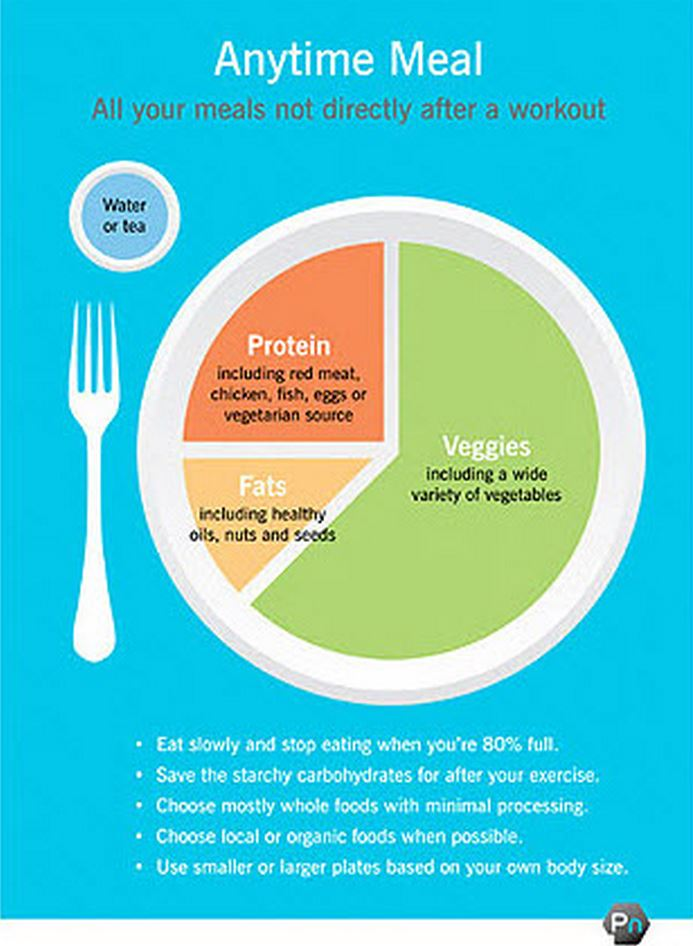 Anytime Meal
All your meals not directly after a workout
Water
or tea
Protein
including red meat,
chicken, fish, eggs or
vegetarian source
Veggies
including a wide
variety of vegetables
Fats
including healthy
oils, nuts and seeds
• Eat slowly and stop eating when you're 80% full.
• Save the starchy carbohydrates for after your exercise.
• Choose mostly whole foods with minimal processing.
• Choose local or organic foods when possible.
• Use smaller or larger plates based on your own body size.
Pn